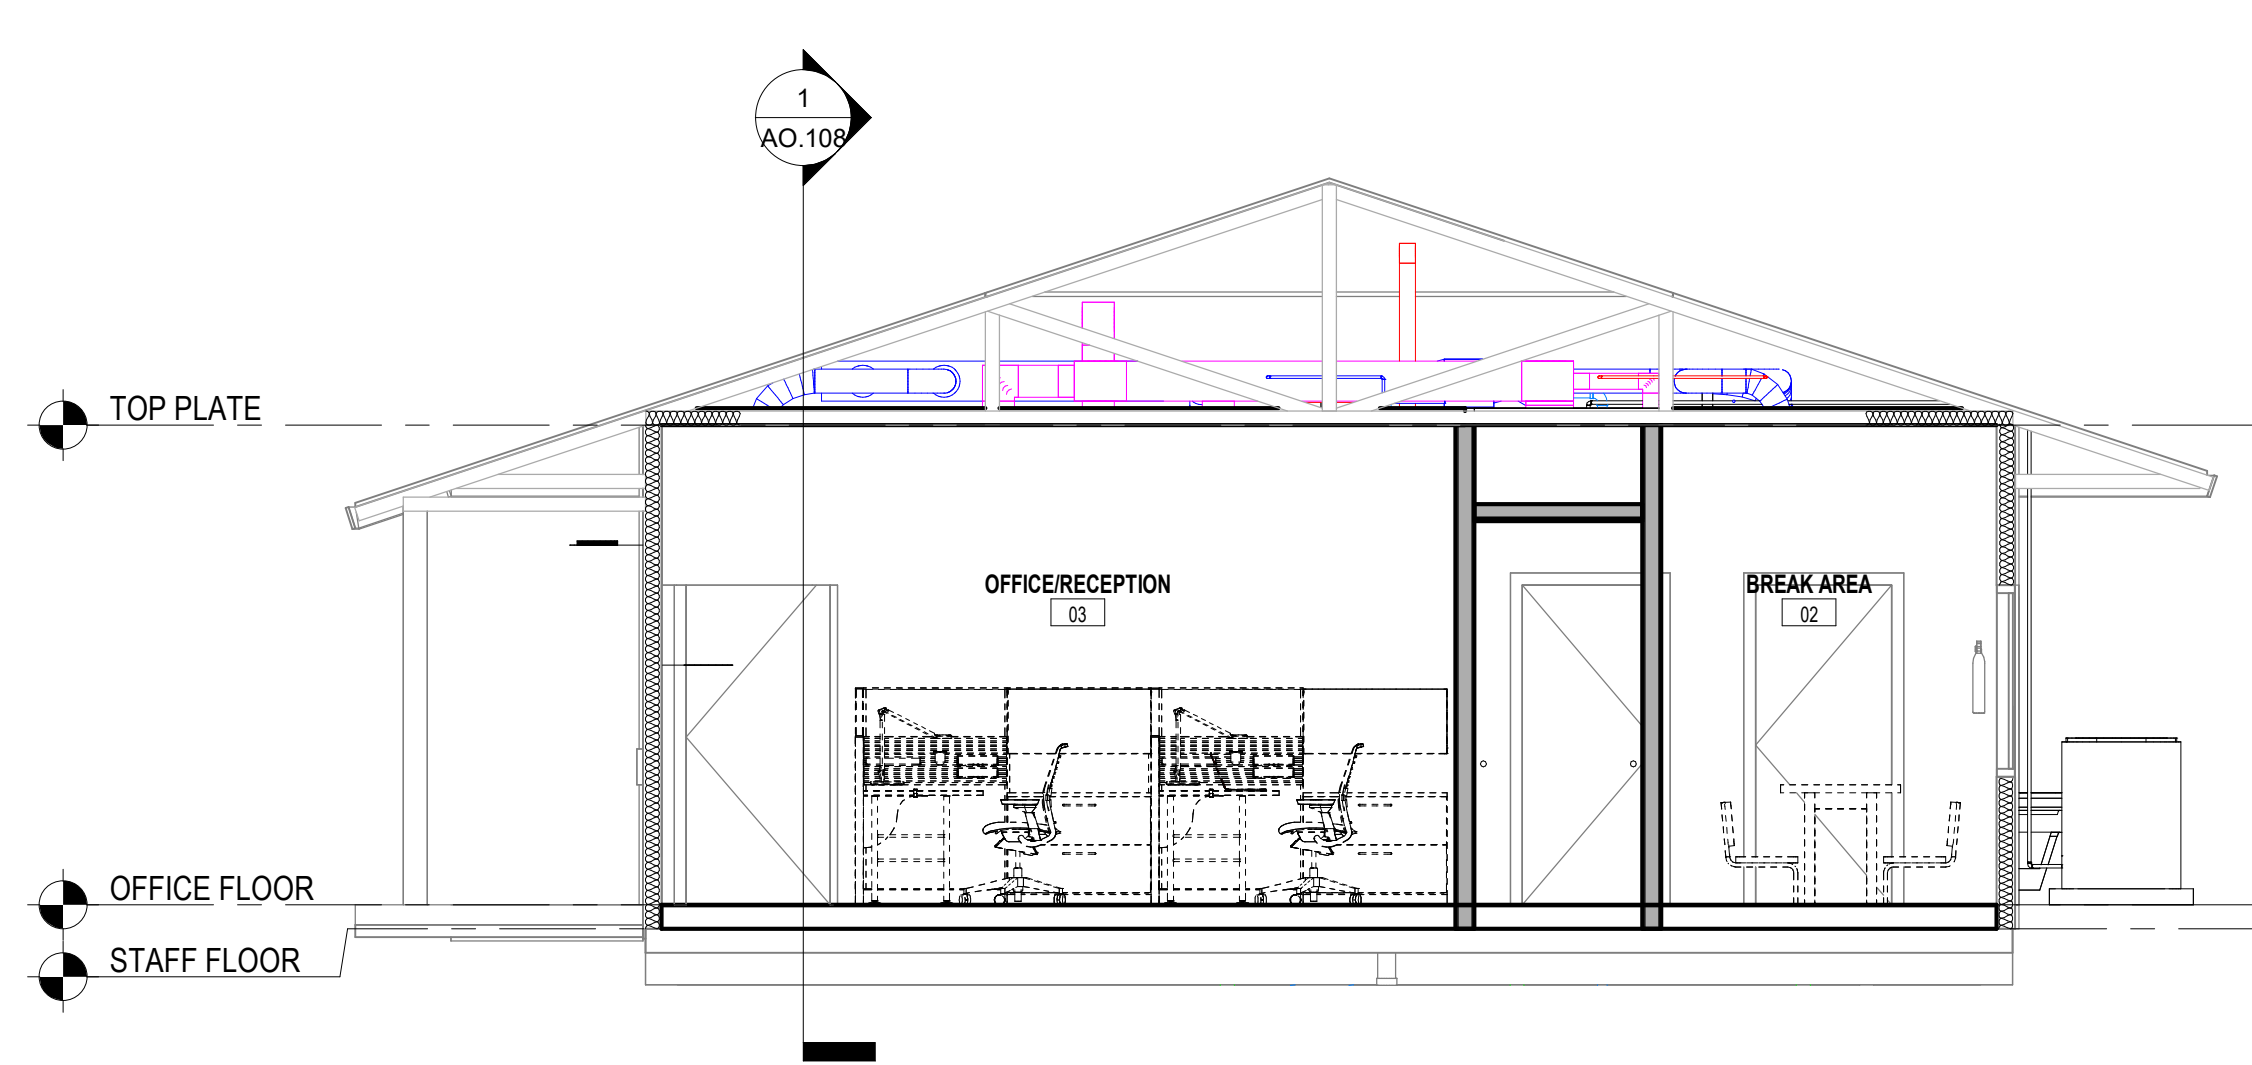 1
AO.108
TOP PLATE
OFFICE/RECEPTION
03
BREAK AREA
02
OFFICE FLOOR
STAFF FLOOR